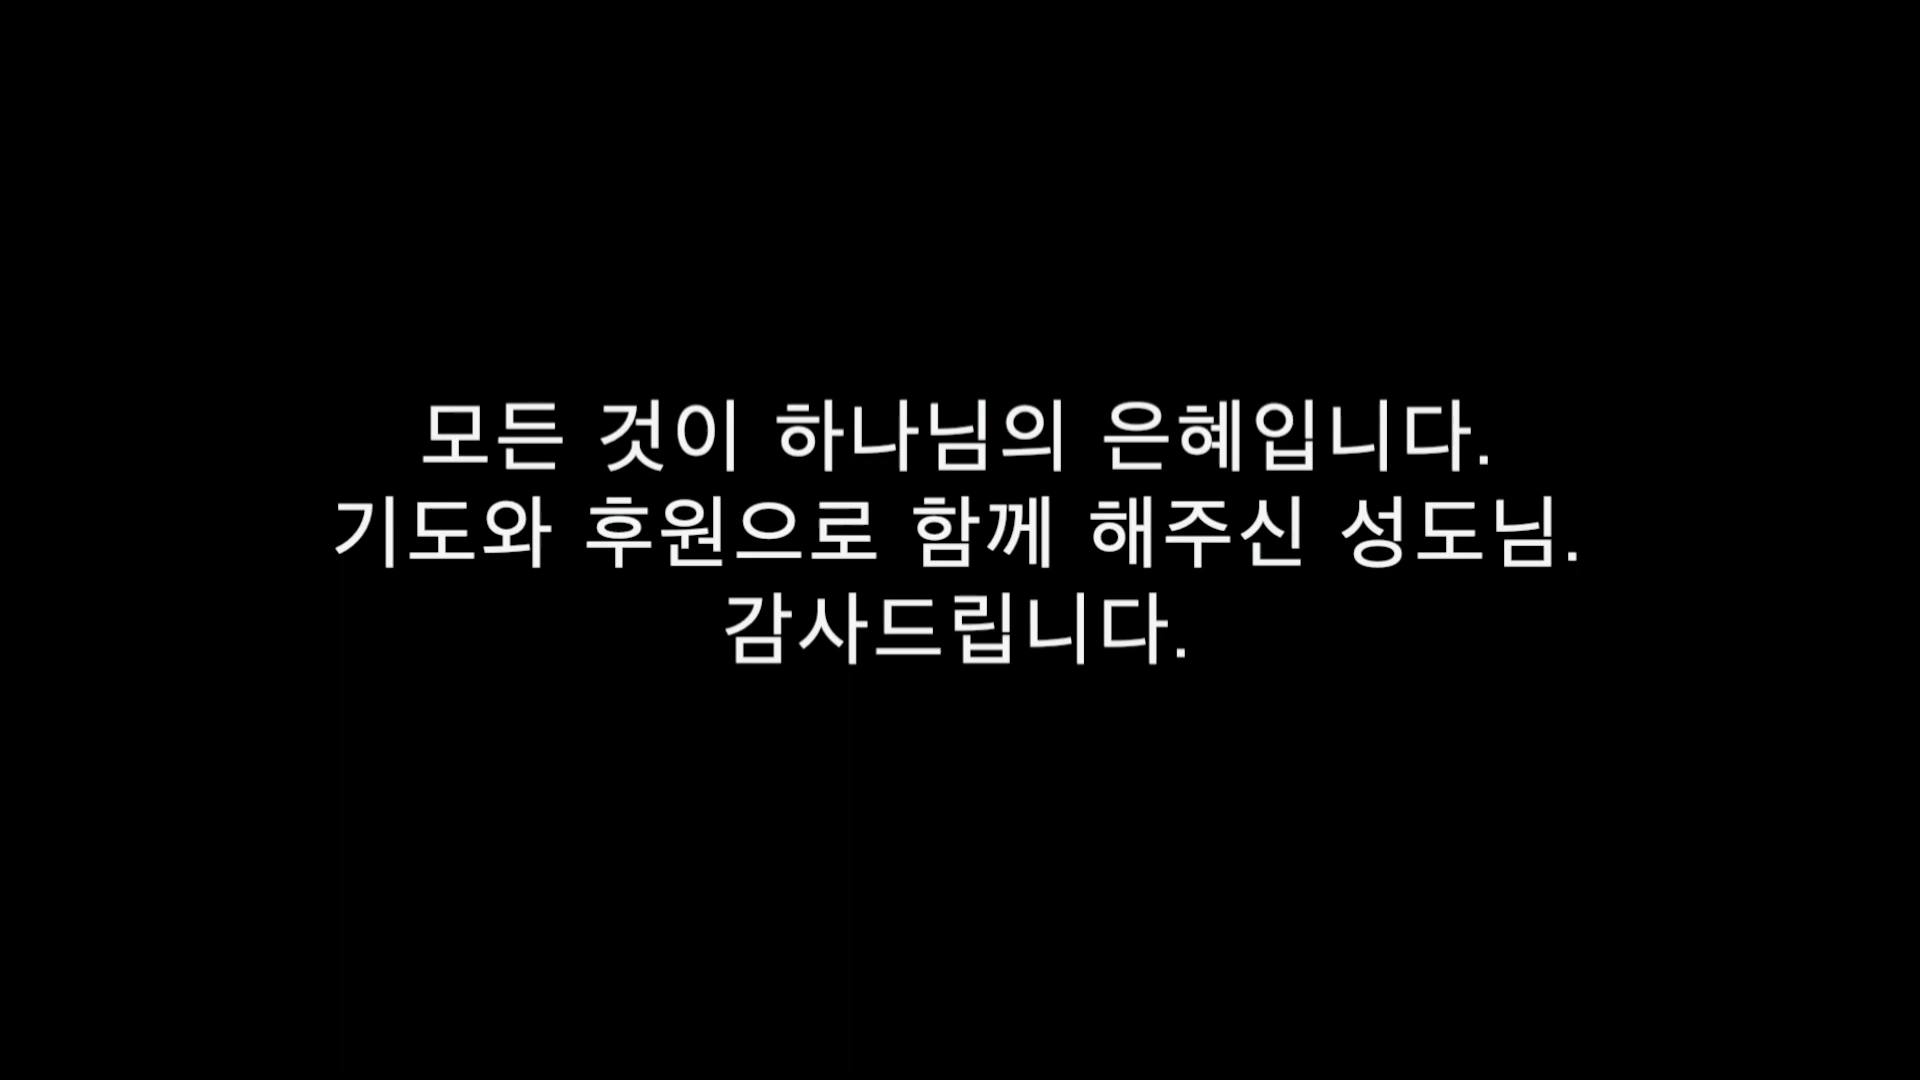 모든 것이 하나님의 은혜입니다.
기도와 후원으로 함께 해주신 성도님.
감사드립니다.